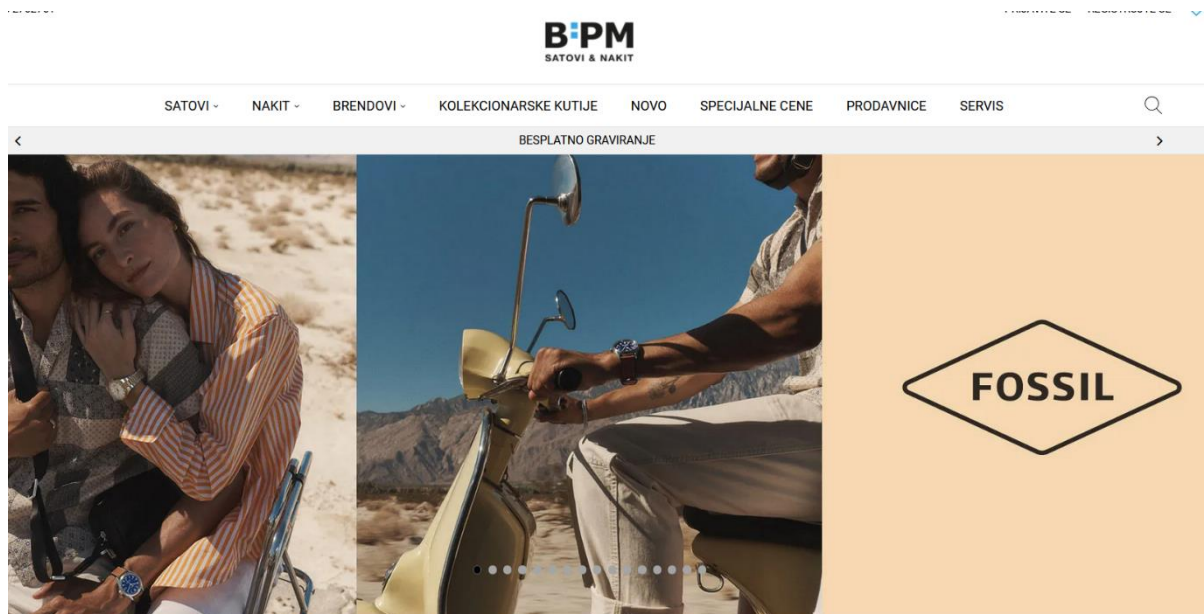 B:PM
SATOVI & NAKIT
SATOVI NAKIT BRENDOVI KOLEKCIONARSKE KUTIJE NOVO SPECIJALNE CENE PRODAVNICE SERVIS
BESPLATNO GRAVIRANJE
FOSSIL